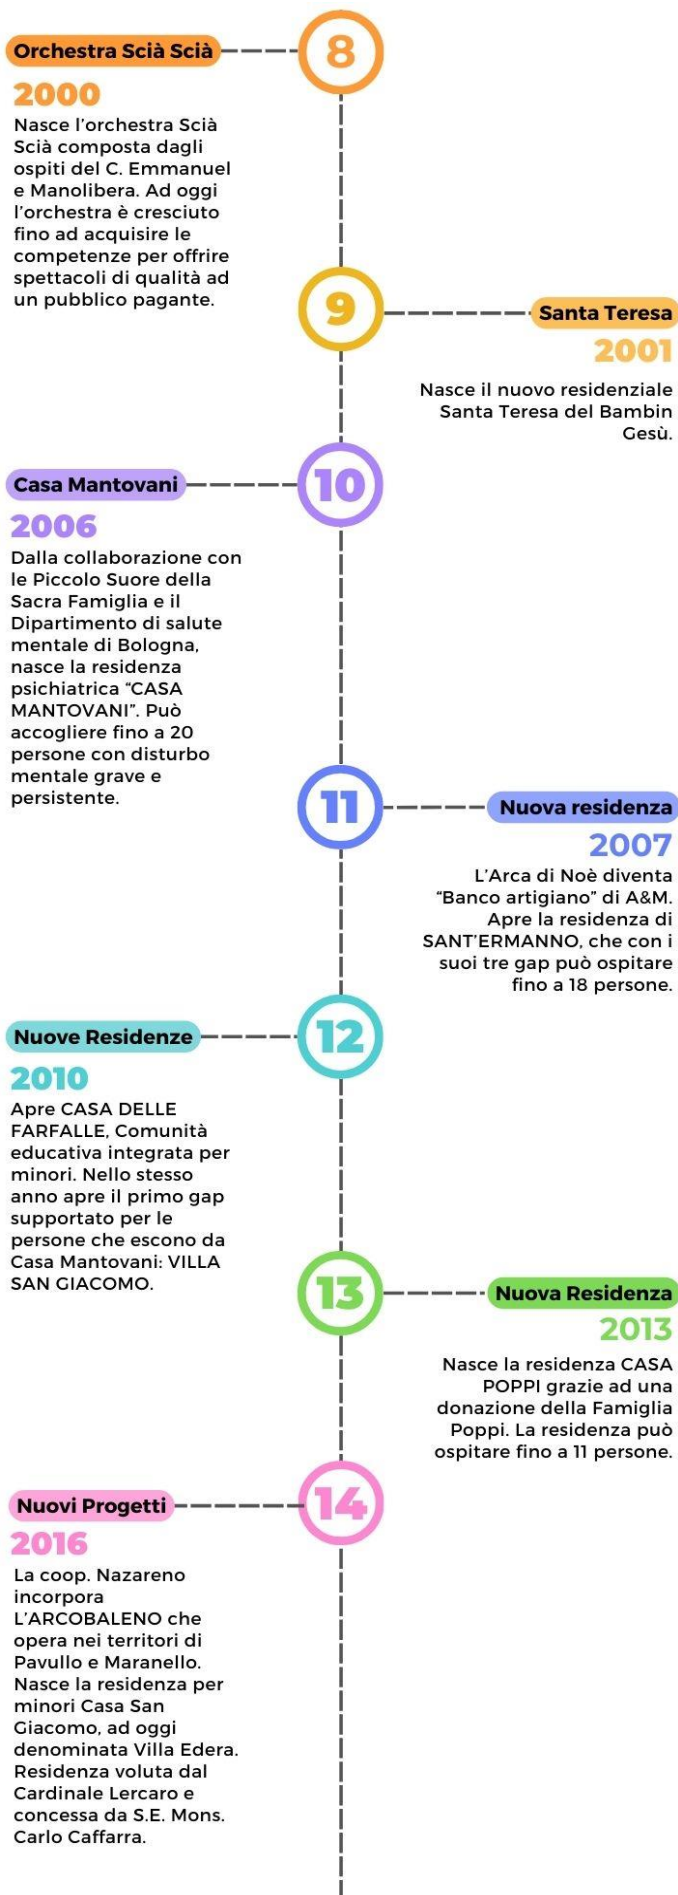 8
Orchestra Scià Scià
2000
Nasce l'orchestra Scià
Scià composta dagli
ospiti del C. Emmanuel
e Manolibera. Ad oggi
l'orchestra è cresciuto
fino ad acquisire le
competenze per offrire
spettacoli di qualità ad
un pubblico pagante.
9
Santa Teresa
2001
Nasce il nuovo residenziale
Santa Teresa del Bambin
Gesù.
10
Casa Mantovani
2006
Dalla collaborazione con
le Piccolo Suore della
Sacra Famiglia e il
Dipartimento di salute
mentale di Bologna,
nasce la residenza
psichiatrica “CASA
MANTOVANI”. Può
accogliere fino a 20
persone con disturbo
mentale grave e
persistente.
11
Nuova residenza
2007
L'Arca di Noè diventa
“Banco artigiano” di A&M.
Apre la residenza di
SANT'ERMANNO, che con i
suoi tre gap può ospitare
fino a 18 persone.
12
Nuove Residenze
2010
Apre CASA DELLE
FARFALLE, Comunità
educativa integrata per
minori. Nello stesso
anno apre il primo gap
supportato per le
persone che escono da
Casa Mantovani: VILLA
SAN GIACOMO.
13
Nuova Residenza
2013
Nasce la residenza CASA
POPPI grazie ad una
donazione della Famiglia
Poppi. La residenza può
ospitare fino a 11 persone.
14
Nuovi Progetti
2016
La coop. Nazareno
incorpora
L'ARCOBALENO che
opera nei territori di
Pavullo e Maranello.
Nasce la residenza per
minori Casa San
Giacomo, ad oggi
denominata Villa Edera.
Residenza voluta dal
Cardinale Lercaro e
concessa da S.E. Mons.
Carlo Caffarra.